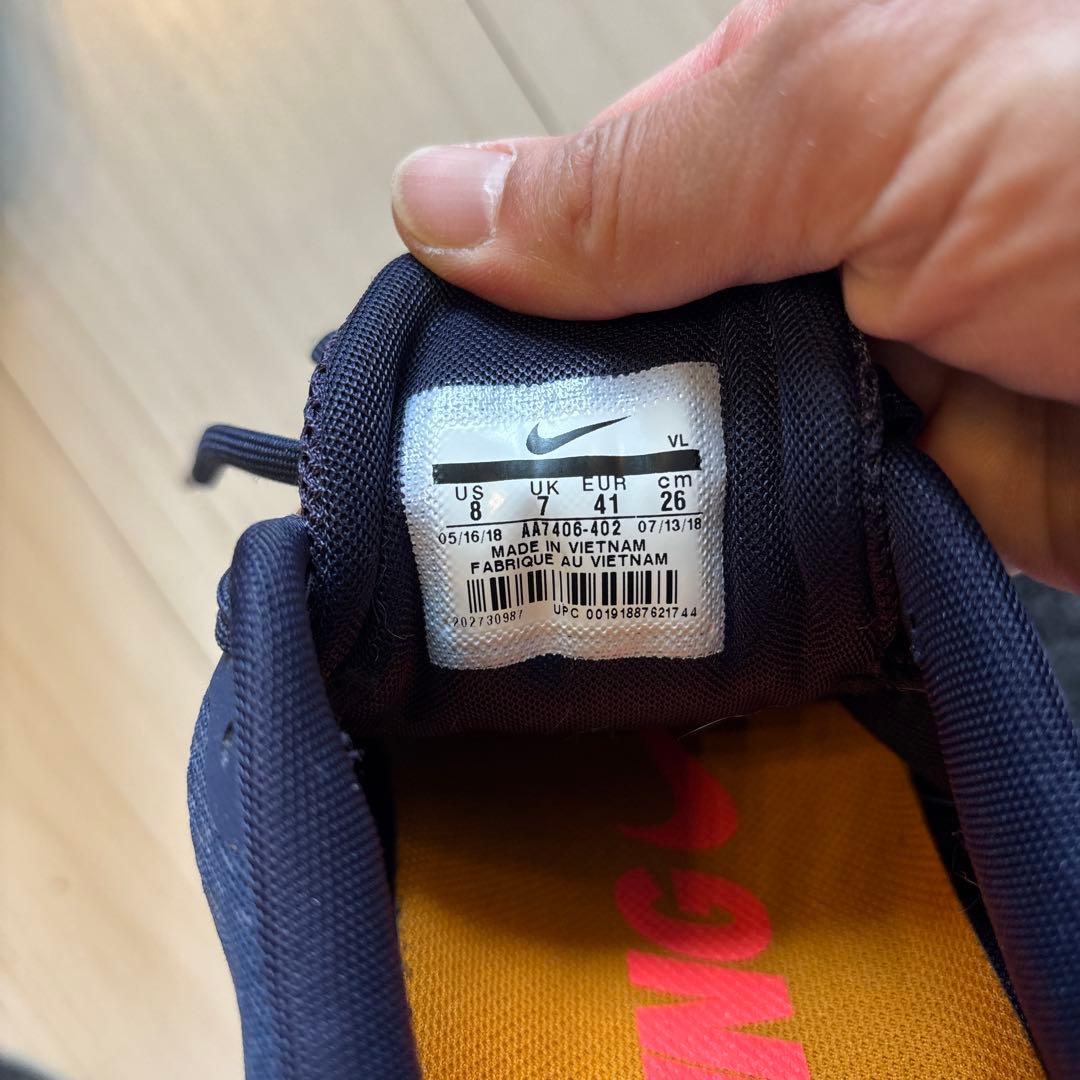 VL
US UK EUR cm
8 7 41 26
05/16/18 AA7406-402 07/13/18
MADE IN VIETNAM
FABRIQUE AU VIETNAM
202730987 UPC 00191887621744
NG